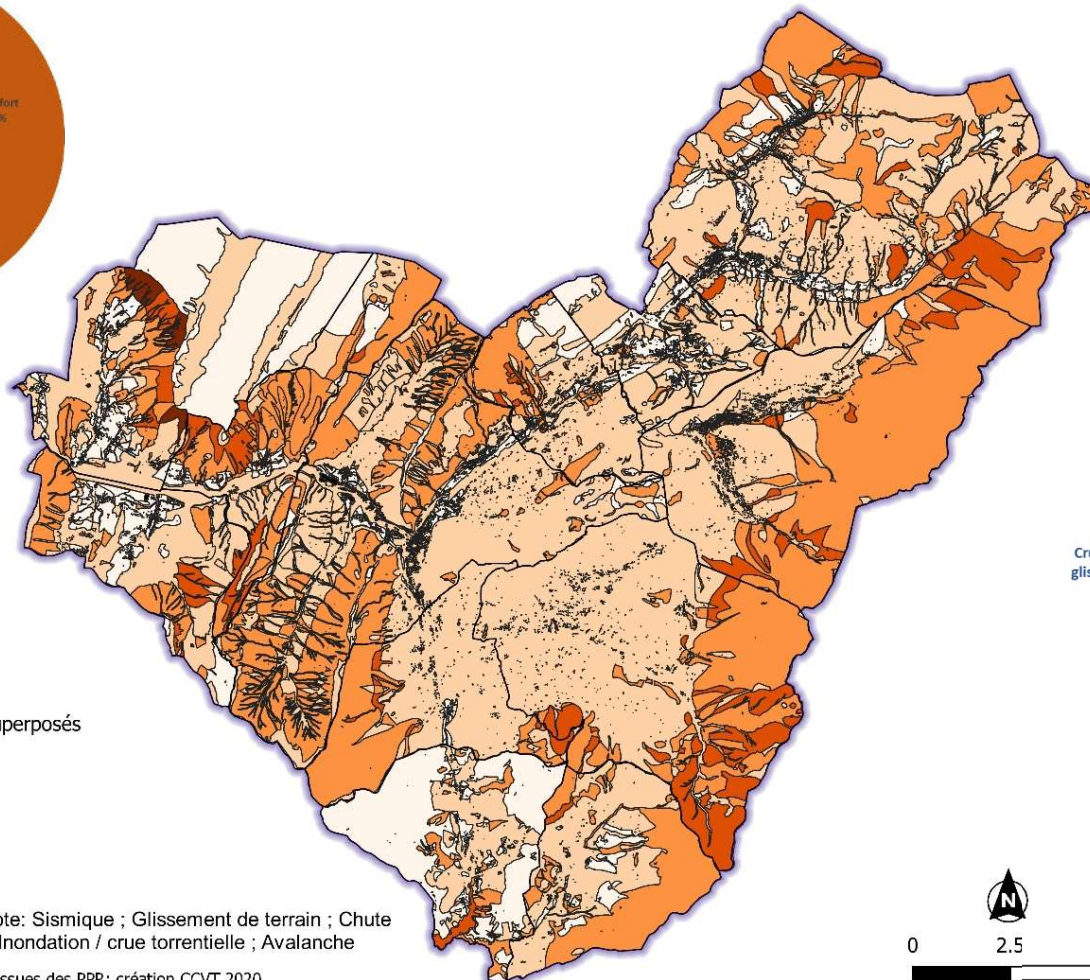 fort
%
Cr
glis
perposés
te: Sismique ; Glissement de terrain ; Chute
Inondation / crue torrentielle ; Avalanche
ssues des PPR; création CCVT 2020
N
0 2.5